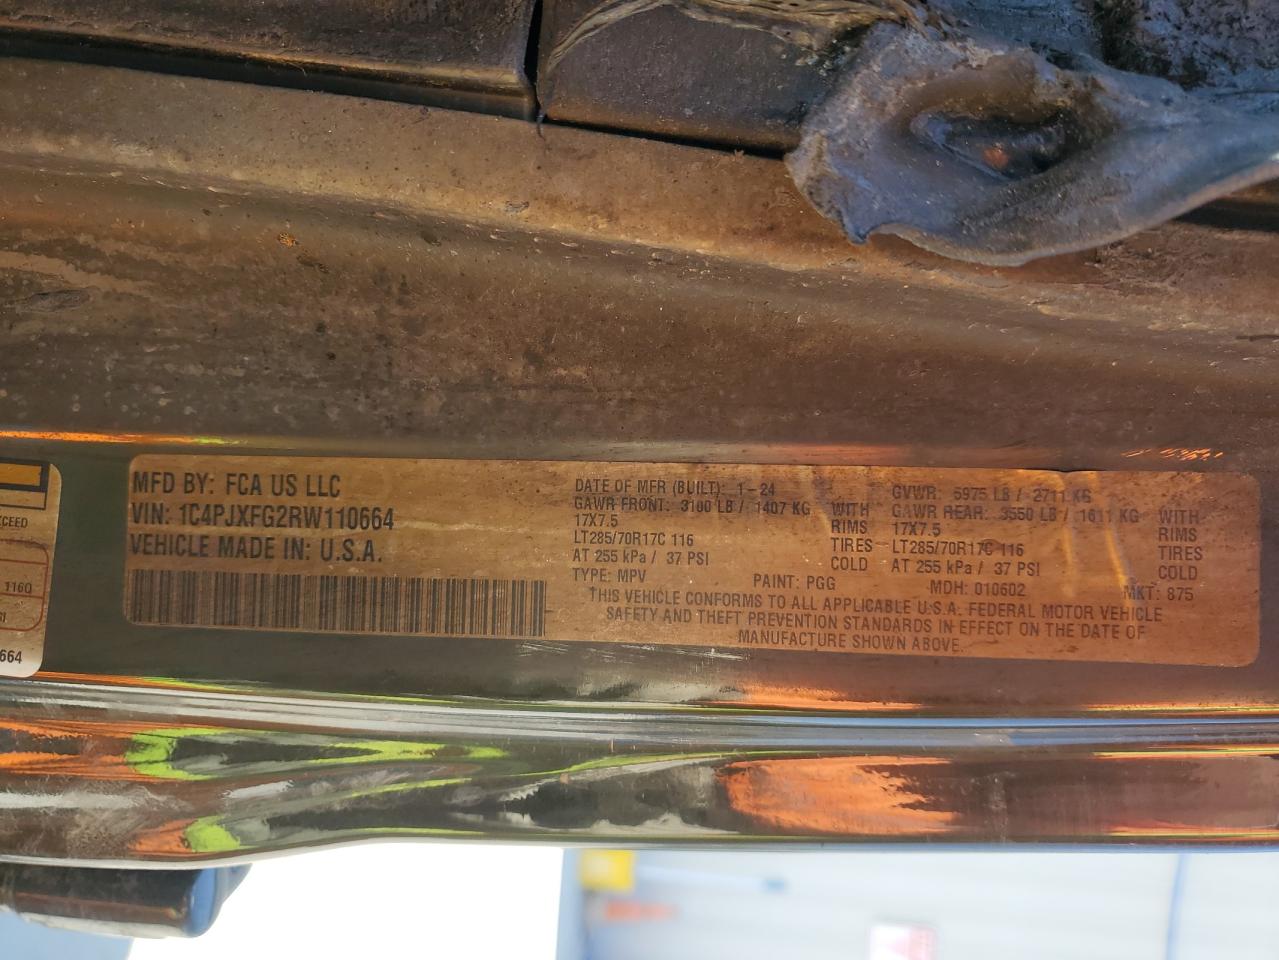 XCEED
116Q
SI
664
MFD BY: FCA US LLC
VIN: 1C4PJXFG2RW110664
VEHICLE MADE IN: U.S.A.
DATE OF MFR (BUILT): 1-24 GVWR: 5975 LB / 2711 KG
GAWR FRONT: 3100 LB / 1407 KG WITH GAWR REAR: 3550 LB / 1611 KG WITH
17X7.5 RIMS 17X7.5 RIMS
LT285/70R17C 116 TIRES LT285/70R17C 116 TIRES
AT 255 kPa / 37 PSI COLD AT 255 kPa / 37 PSI COLD
TYPE: MPV PAINT: PGG MDH: 010602 MKT: 875
THIS VEHICLE CONFORMS TO ALL APPLICABLE U.S.A. FEDERAL MOTOR VEHICLE
SAFETY AND THEFT PREVENTION STANDARDS IN EFFECT ON THE DATE OF
MANUFACTURE SHOWN ABOVE.